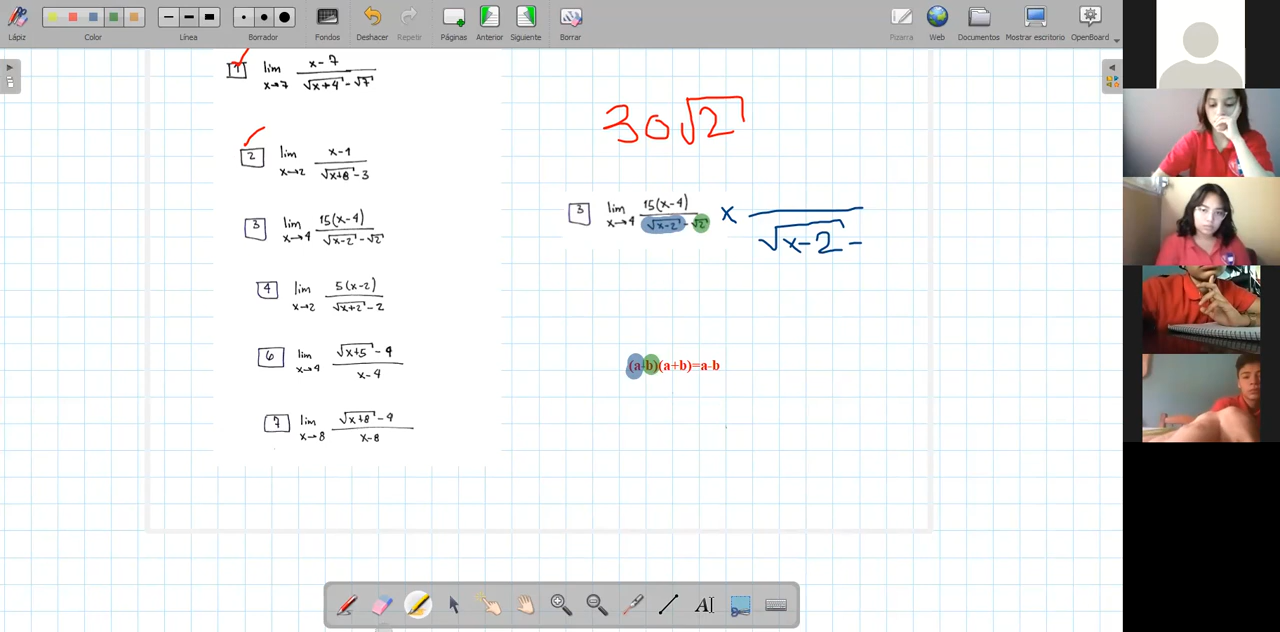 Lápiz Color Línea Borrador Fondos Deshacer Repetir Páginas Anterior Siguiente Borrar Pizarra Web Documentos Mostrar escritorio OpenBoard
1 lim x→7 x-7 / √x+4 - √7
2 lim x→2 x-1 / √x+8 - 3
3 lim x→4 15(x-4) / √x-2 - √2
4 lim x→2 5(x-2) / √x+2 - 2
6 lim x→4 √x+5 - 4 / x-4
7 lim x→8 √x+8 - 4 / x-8
30√2
3 lim x→4 15(x-4) / √x-2 - √2 x / √x-2 -
(a-b)(a+b)=a-b